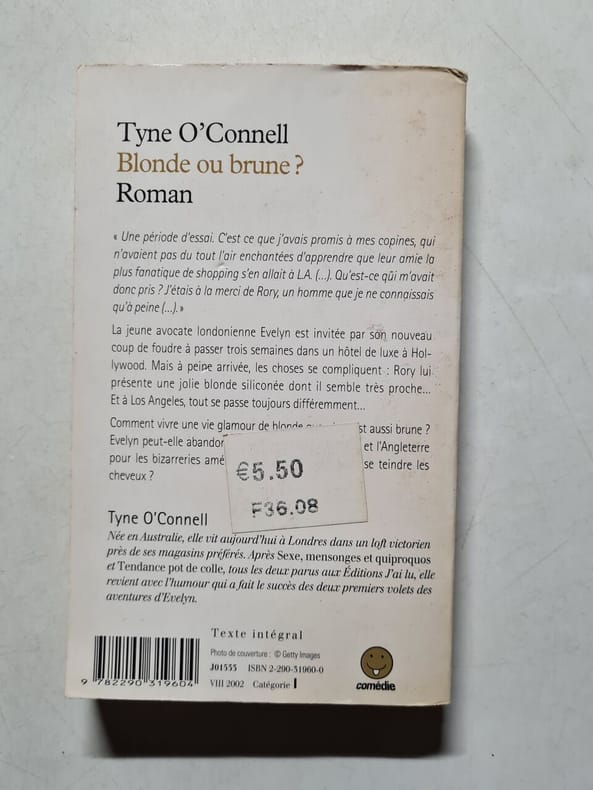 Tyne O'Connell
Blonde ou brune ?
Roman
« Une période d'essai. C'est ce que j'avais promis à mes copines, qui
n'avaient pas du tout l'air enchantées d'apprendre que leur amie la
plus fanatique de shopping s'en allait à L.A. (...). Qu'est-ce qui m'avait
donc pris ? J'étais à la merci de Rory, un homme que je ne connaissais
qu'à peine (...). »
La jeune avocate londonienne Evelyn est invitée par son nouveau
coup de foudre à passer trois semaines dans un hôtel de luxe à Hol-
lywood. Mais à peine arrivée, les choses se compliquent : Rory lui
présente une jolie blonde siliconée dont il semble très proche...
Et à Los Angeles, tout se passe toujours différemment...
Comment vivre une vie glamour de blonde est aussi brune ?
Evelyn peut-elle et l'Angleterre
pour les bizarreries se teindre les
cheveux ?
€5.50
F36.08
Tyne O'Connell
Née en Australie, elle vit aujourd'hui à Londres dans un loft victorien
près de ses magasins préférés. Après Sexe, mensonges et quiproquos
et Tendance pot de colle, tous les deux parus aux Éditions J'ai lu, elle
revient avec l'humour qui a fait le succès des deux premiers volets des
aventures d'Evelyn.
Texte intégral
Photo de couverture : © Getty Images
J01555 ISBN 2-290-31960-0
VIII 2002 Catégorie I
9 782290 319604
comédie